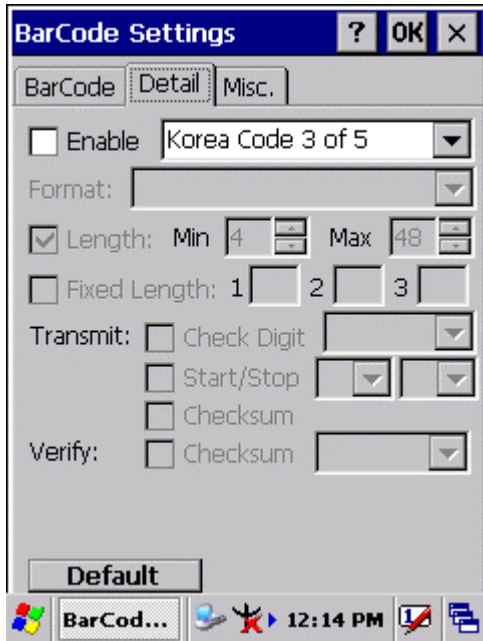 BarCode Settings ? OK ×
BarCode Detail Misc.
Enable Korea Code 3 of 5
Format:
Length: Min 4 Max 48
Fixed Length: 1 2 3
Transmit: Check Digit
Start/Stop
Checksum
Verify: Checksum
Default
BarCod... 12:14 PM 1